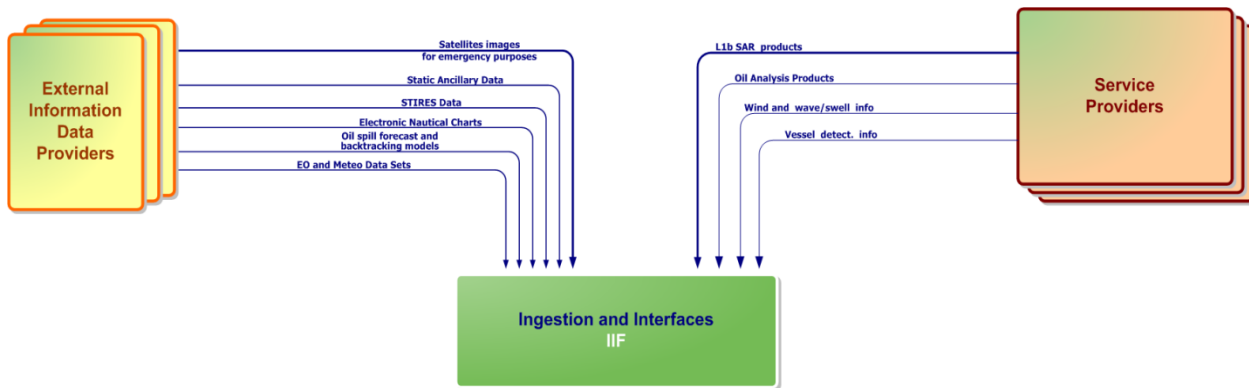 External
Information
Data
Providers
Satellites images
for emergency purposes
Static Ancillary Data
STIRES Data
Electronic Nautical Charts
Oil spill forecast and
backtracking models
EO and Meteo Data Sets
L1b SAR products
Oil Analysis Products
Wind and wave/swell info
Vessel detect. info
Service
Providers
Ingestion and Interfaces
IIF